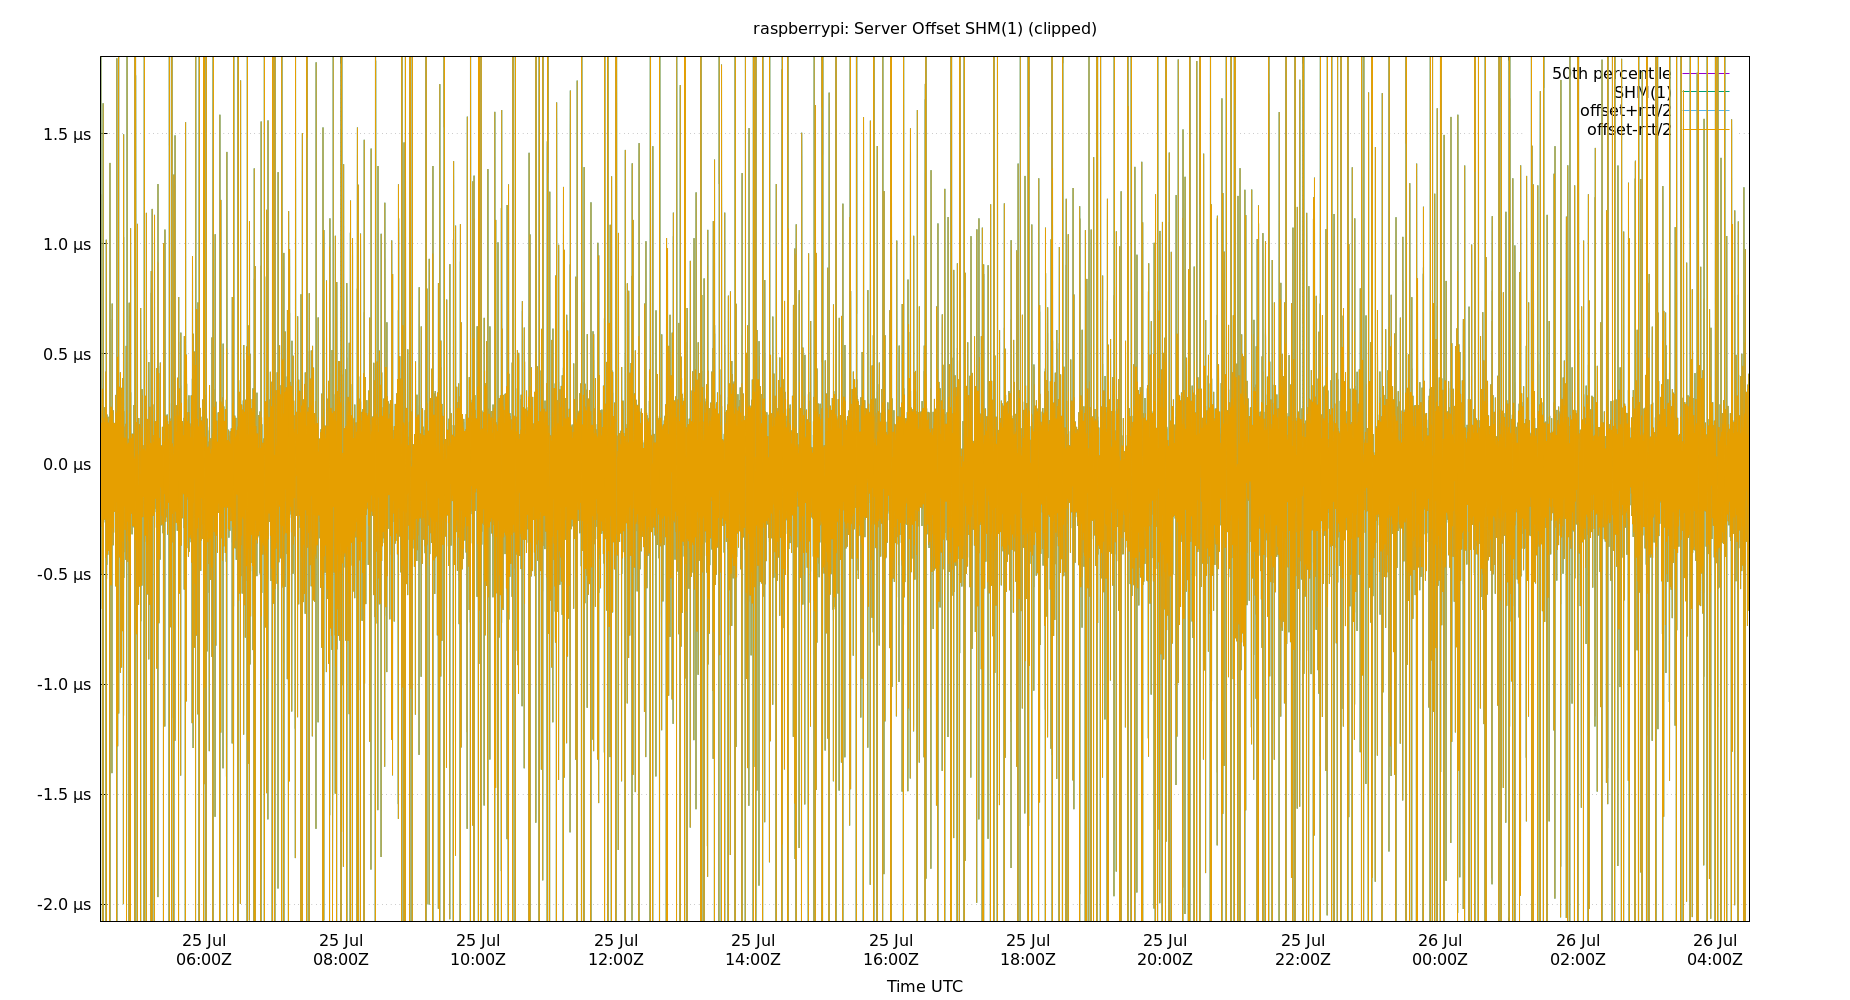 raspberrypi: Server Offset SHM(1) (clipped)
50th percentile
SHM(1)
offset+rtt/2
offset-rtt/2
1.5 µs
1.0 µs
0.5 µs
0.0 µs
-0.5 µs
-1.0 µs
-1.5 µs
-2.0 µs
25 Jul 25 Jul 25 Jul 25 Jul 25 Jul 25 Jul 25 Jul 25 Jul 25 Jul 26 Jul 26 Jul 26 Jul
06:00Z 08:00Z 10:00Z 12:00Z 14:00Z 16:00Z 18:00Z 20:00Z 22:00Z 00:00Z 02:00Z 04:00Z
Time UTC